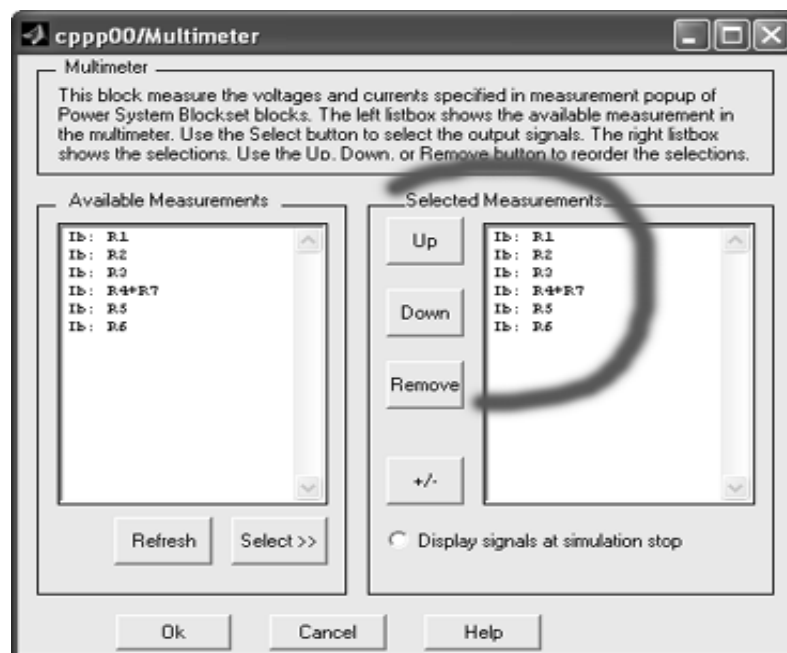 cppp00/Multimeter
Multimeter
This block measure the voltages and currents specified in measurement popup of
Power System Blockset blocks. The left listbox shows the available measurement in
the multimeter. Use the Select button to select the output signals. The right listbox
shows the selections. Use the Up, Down, or Remove button to reorder the selections.
Available Measurements
Ib: R1
Ib: R2
Ib: R3
Ib: R4+R7
Ib: R5
Ib: R6
Refresh
Select >>
Selected Measurements
Up
Down
Remove
+/-
Ib: R1
Ib: R2
Ib: R3
Ib: R4+R7
Ib: R5
Ib: R6
Display signals at simulation stop
Ok
Cancel
Help